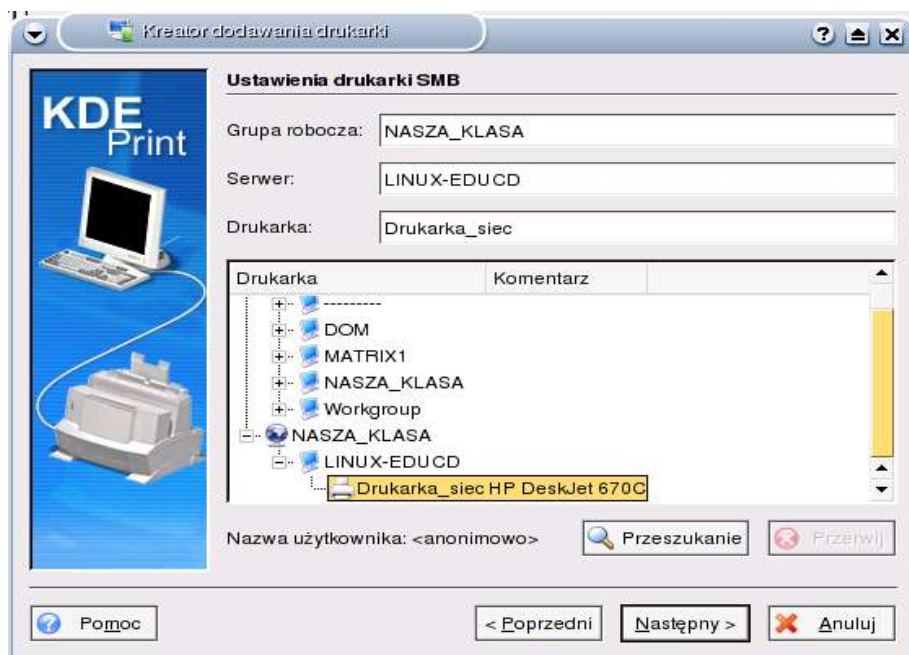 Kreator dodawania drukarki
KDE
Print
Ustawienia drukarki SMB
Grupa robocza: NASZA_KLASA
Serwer: LINUX-EDUCD
Drukarka: Drukarka_siec
Drukarka Komentarz
---------
DOM
MATRIX1
NASZA_KLASA
Workgroup
NASZA_KLASA
LINUX-EDUCD
Drukarka_siec HP DeskJet 670C
Nazwa użytkownika: <anonimowo> Przeszukanie Przerwij
Pomoc < Poprzedni Następny > Anuluj